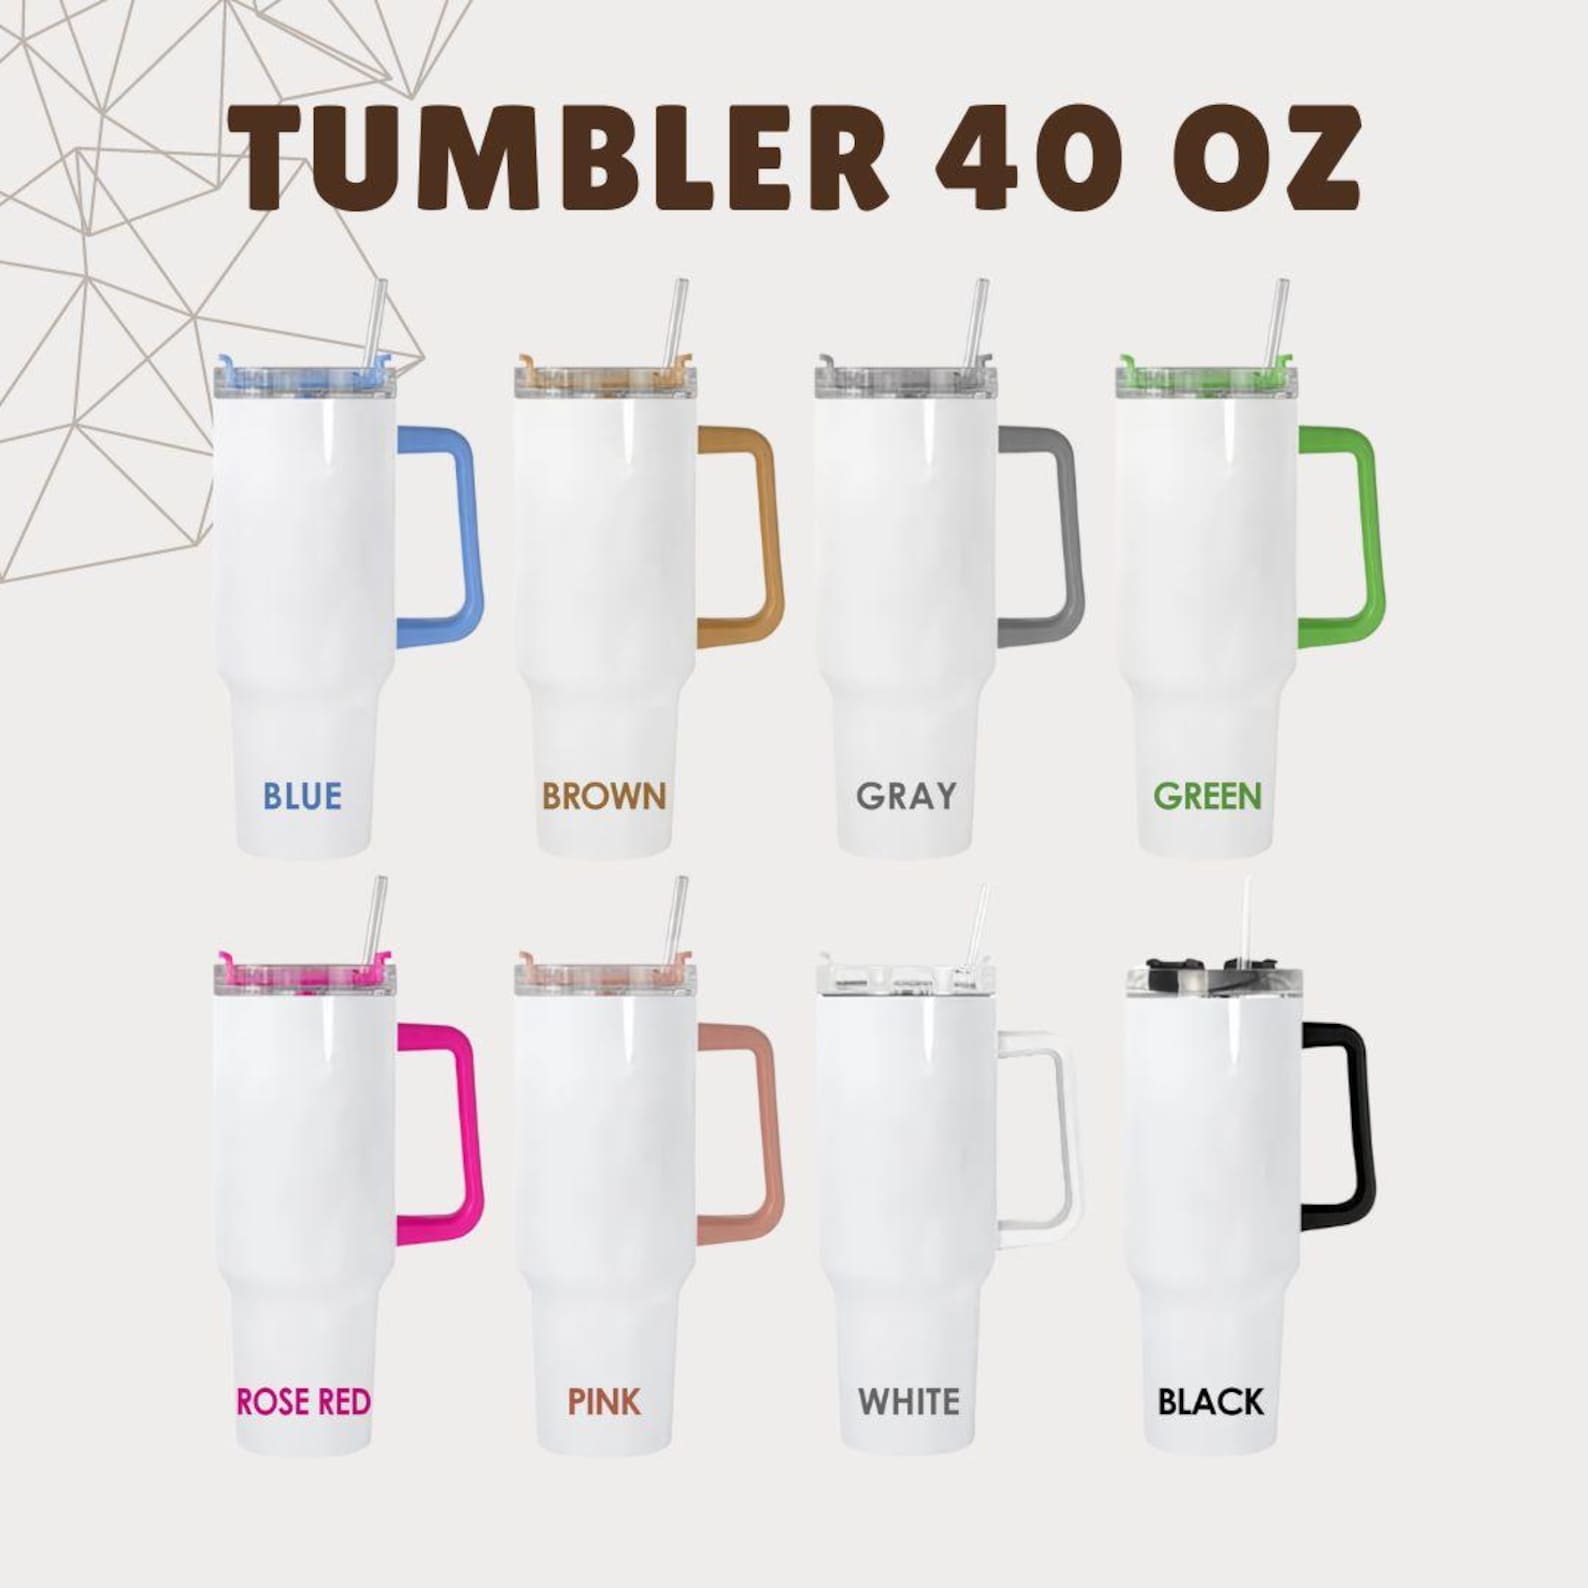 TUMBLER 40 OZ
BLUE
BROWN
GRAY
GREEN
ROSE RED
PINK
WHITE
BLACK